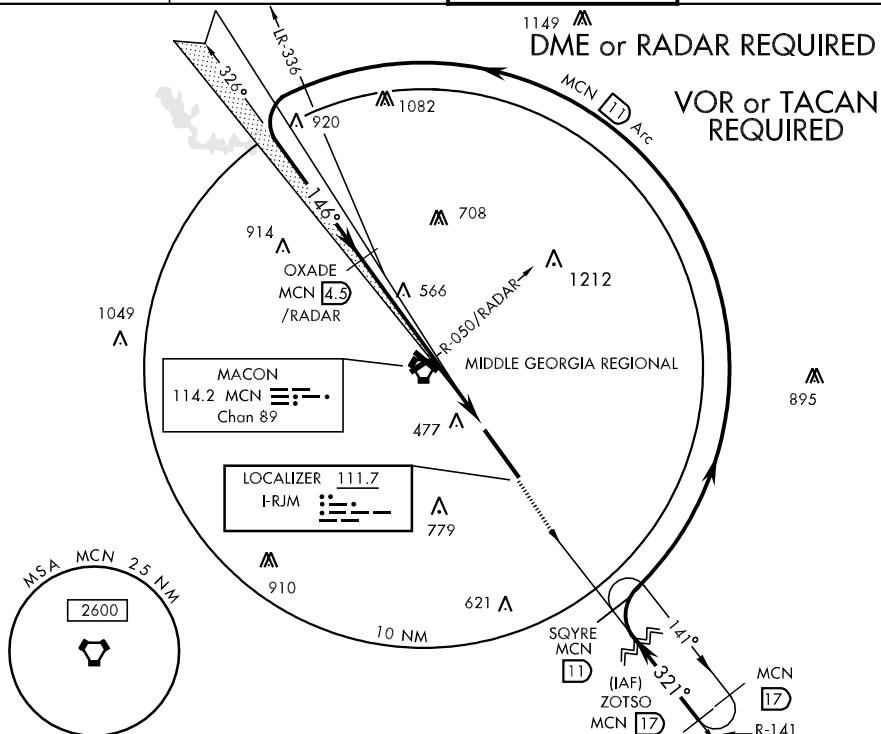 1149
DME or RADAR REQUIRED
VOR or TACAN
REQUIRED
LR-336
326°
MCN 11 Arc
1082
920
146°
708
914
OXADE
MCN 4.5
/RADAR
566
1212
R-050/RADAR
1049
MIDDLE GEORGIA REGIONAL
MACON
114.2 MCN
Chan 89
895
477
LOCALIZER 111.7
I-RJM
779
910
621
MSA MCN 25 NM
2600
10 NM
SQYRE
MCN
11
141°
321°
(IAF)
ZOTSO
MCN 17
MCN
17
R-141